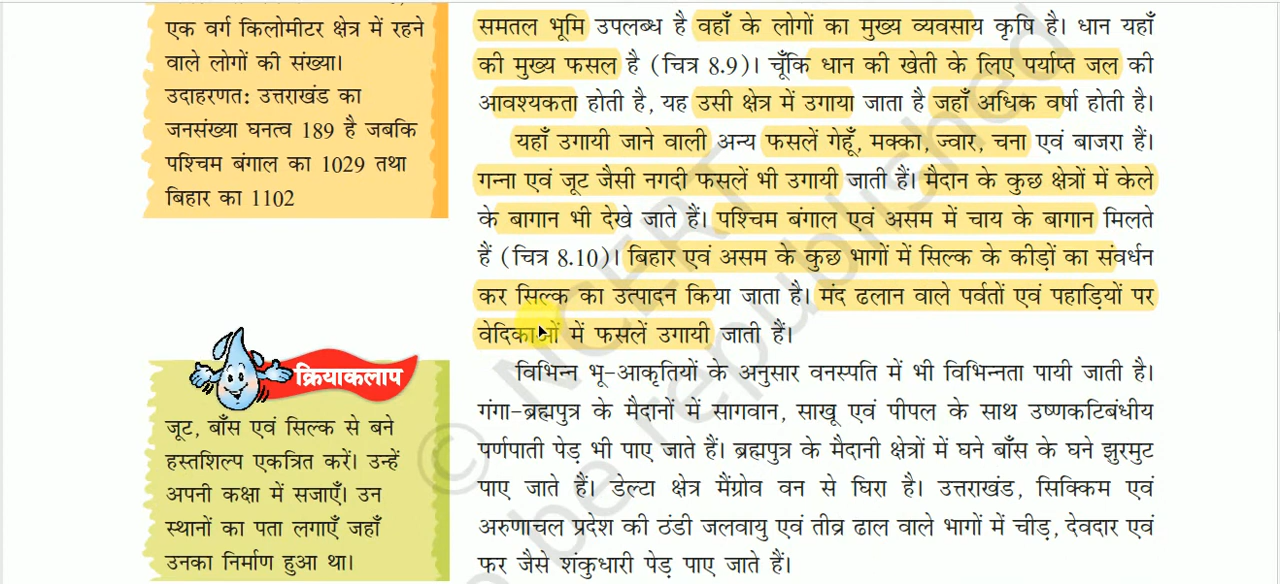 एक वर्ग किलोमीटर क्षेत्र में रहने
वाले लोगों की संख्या।
उदाहरणत: उत्तराखंड का
जनसंख्या घनत्व 189 है जबकि
पश्चिम बंगाल का 1029 तथा
बिहार का 1102
समतल भूमि उपलब्ध है वहाँ के लोगों का मुख्य व्यवसाय कृषि है। धान यहाँ
की मुख्य फसल है (चित्र 8.9)। चूँकि धान की खेती के लिए पर्याप्त जल की
आवश्यकता होती है, यह उसी क्षेत्र में उगाया जाता है जहाँ अधिक वर्षा होती है।
यहाँ उगायी जाने वाली अन्य फसलें गेहूँ, मक्का, ज्वार, चना एवं बाजरा हैं।
गन्ना एवं जूट जैसी नगदी फसलें भी उगायी जाती हैं। मैदान के कुछ क्षेत्रों में केले
के बागान भी देखे जाते हैं। पश्चिम बंगाल एवं असम में चाय के बागान मिलते
हैं (चित्र 8.10)। बिहार एवं असम के कुछ भागों में सिल्क के कीड़ों का संवर्धन
कर सिल्क का उत्पादन किया जाता है। मंद ढलान वाले पर्वतों एवं पहाड़ियों पर
वेदिकाओं में फसलें उगायी जाती हैं।
विभिन्न भू-आकृतियों के अनुसार वनस्पति में भी विभिन्नता पायी जाती है।
गंगा-ब्रह्मपुत्र के मैदानों में सागवान, साखू एवं पीपल के साथ उष्णकटिबंधीय
पर्णपाती पेड़ भी पाए जाते हैं। ब्रह्मपुत्र के मैदानी क्षेत्रों में घने बाँस के घने झुरमुट
पाए जाते हैं। डेल्टा क्षेत्र मैंग्रोव वन से घिरा है। उत्तराखंड, सिक्किम एवं
अरुणाचल प्रदेश की ठंडी जलवायु एवं तीव्र ढाल वाले भागों में चीड़, देवदार एवं
फर जैसे शंकुधारी पेड़ पाए जाते हैं।
क्रियाकलाप
जूट, बाँस एवं सिल्क से बने
हस्तशिल्प एकत्रित करें। उन्हें
अपनी कक्षा में सजाएँ। उन
स्थानों का पता लगाएँ जहाँ
उनका निर्माण हुआ था।
© NCERT
be republished